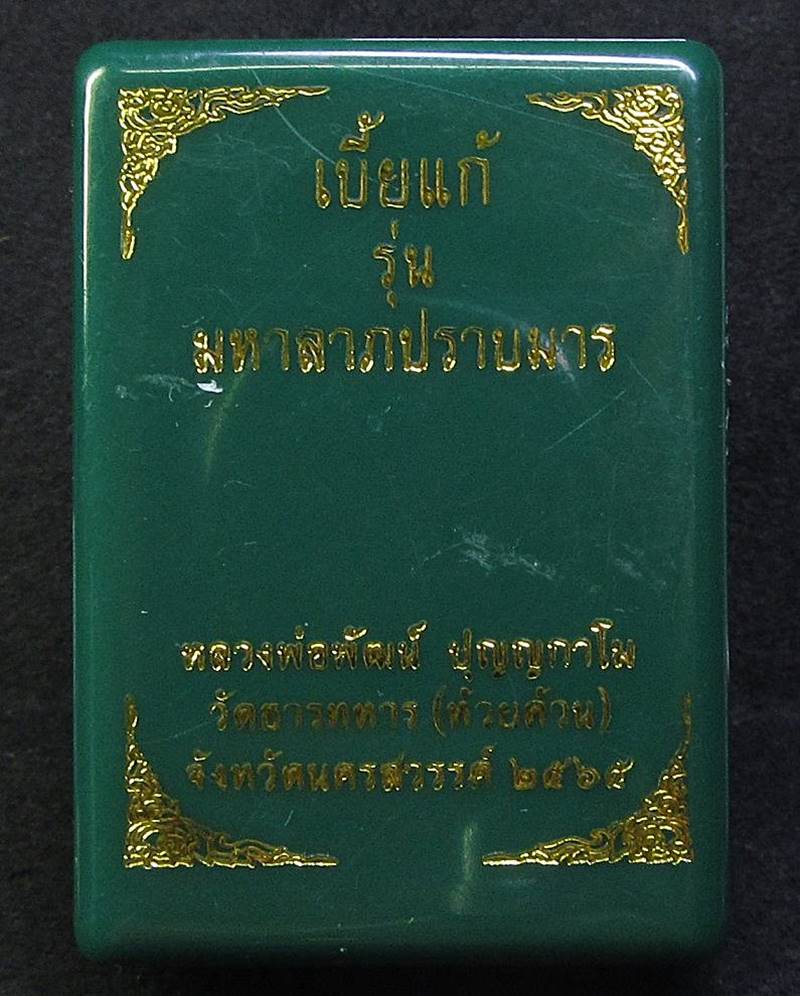 เบี้ยแก้
รุ่น
มหาลาภปราบมาร
หลวงพ่อพัฒน์ ปุญญกาโม
วัดธารทหาร (ห้วยด้วน)
จังหวัดนครสวรรค์ ๒๕๖๕